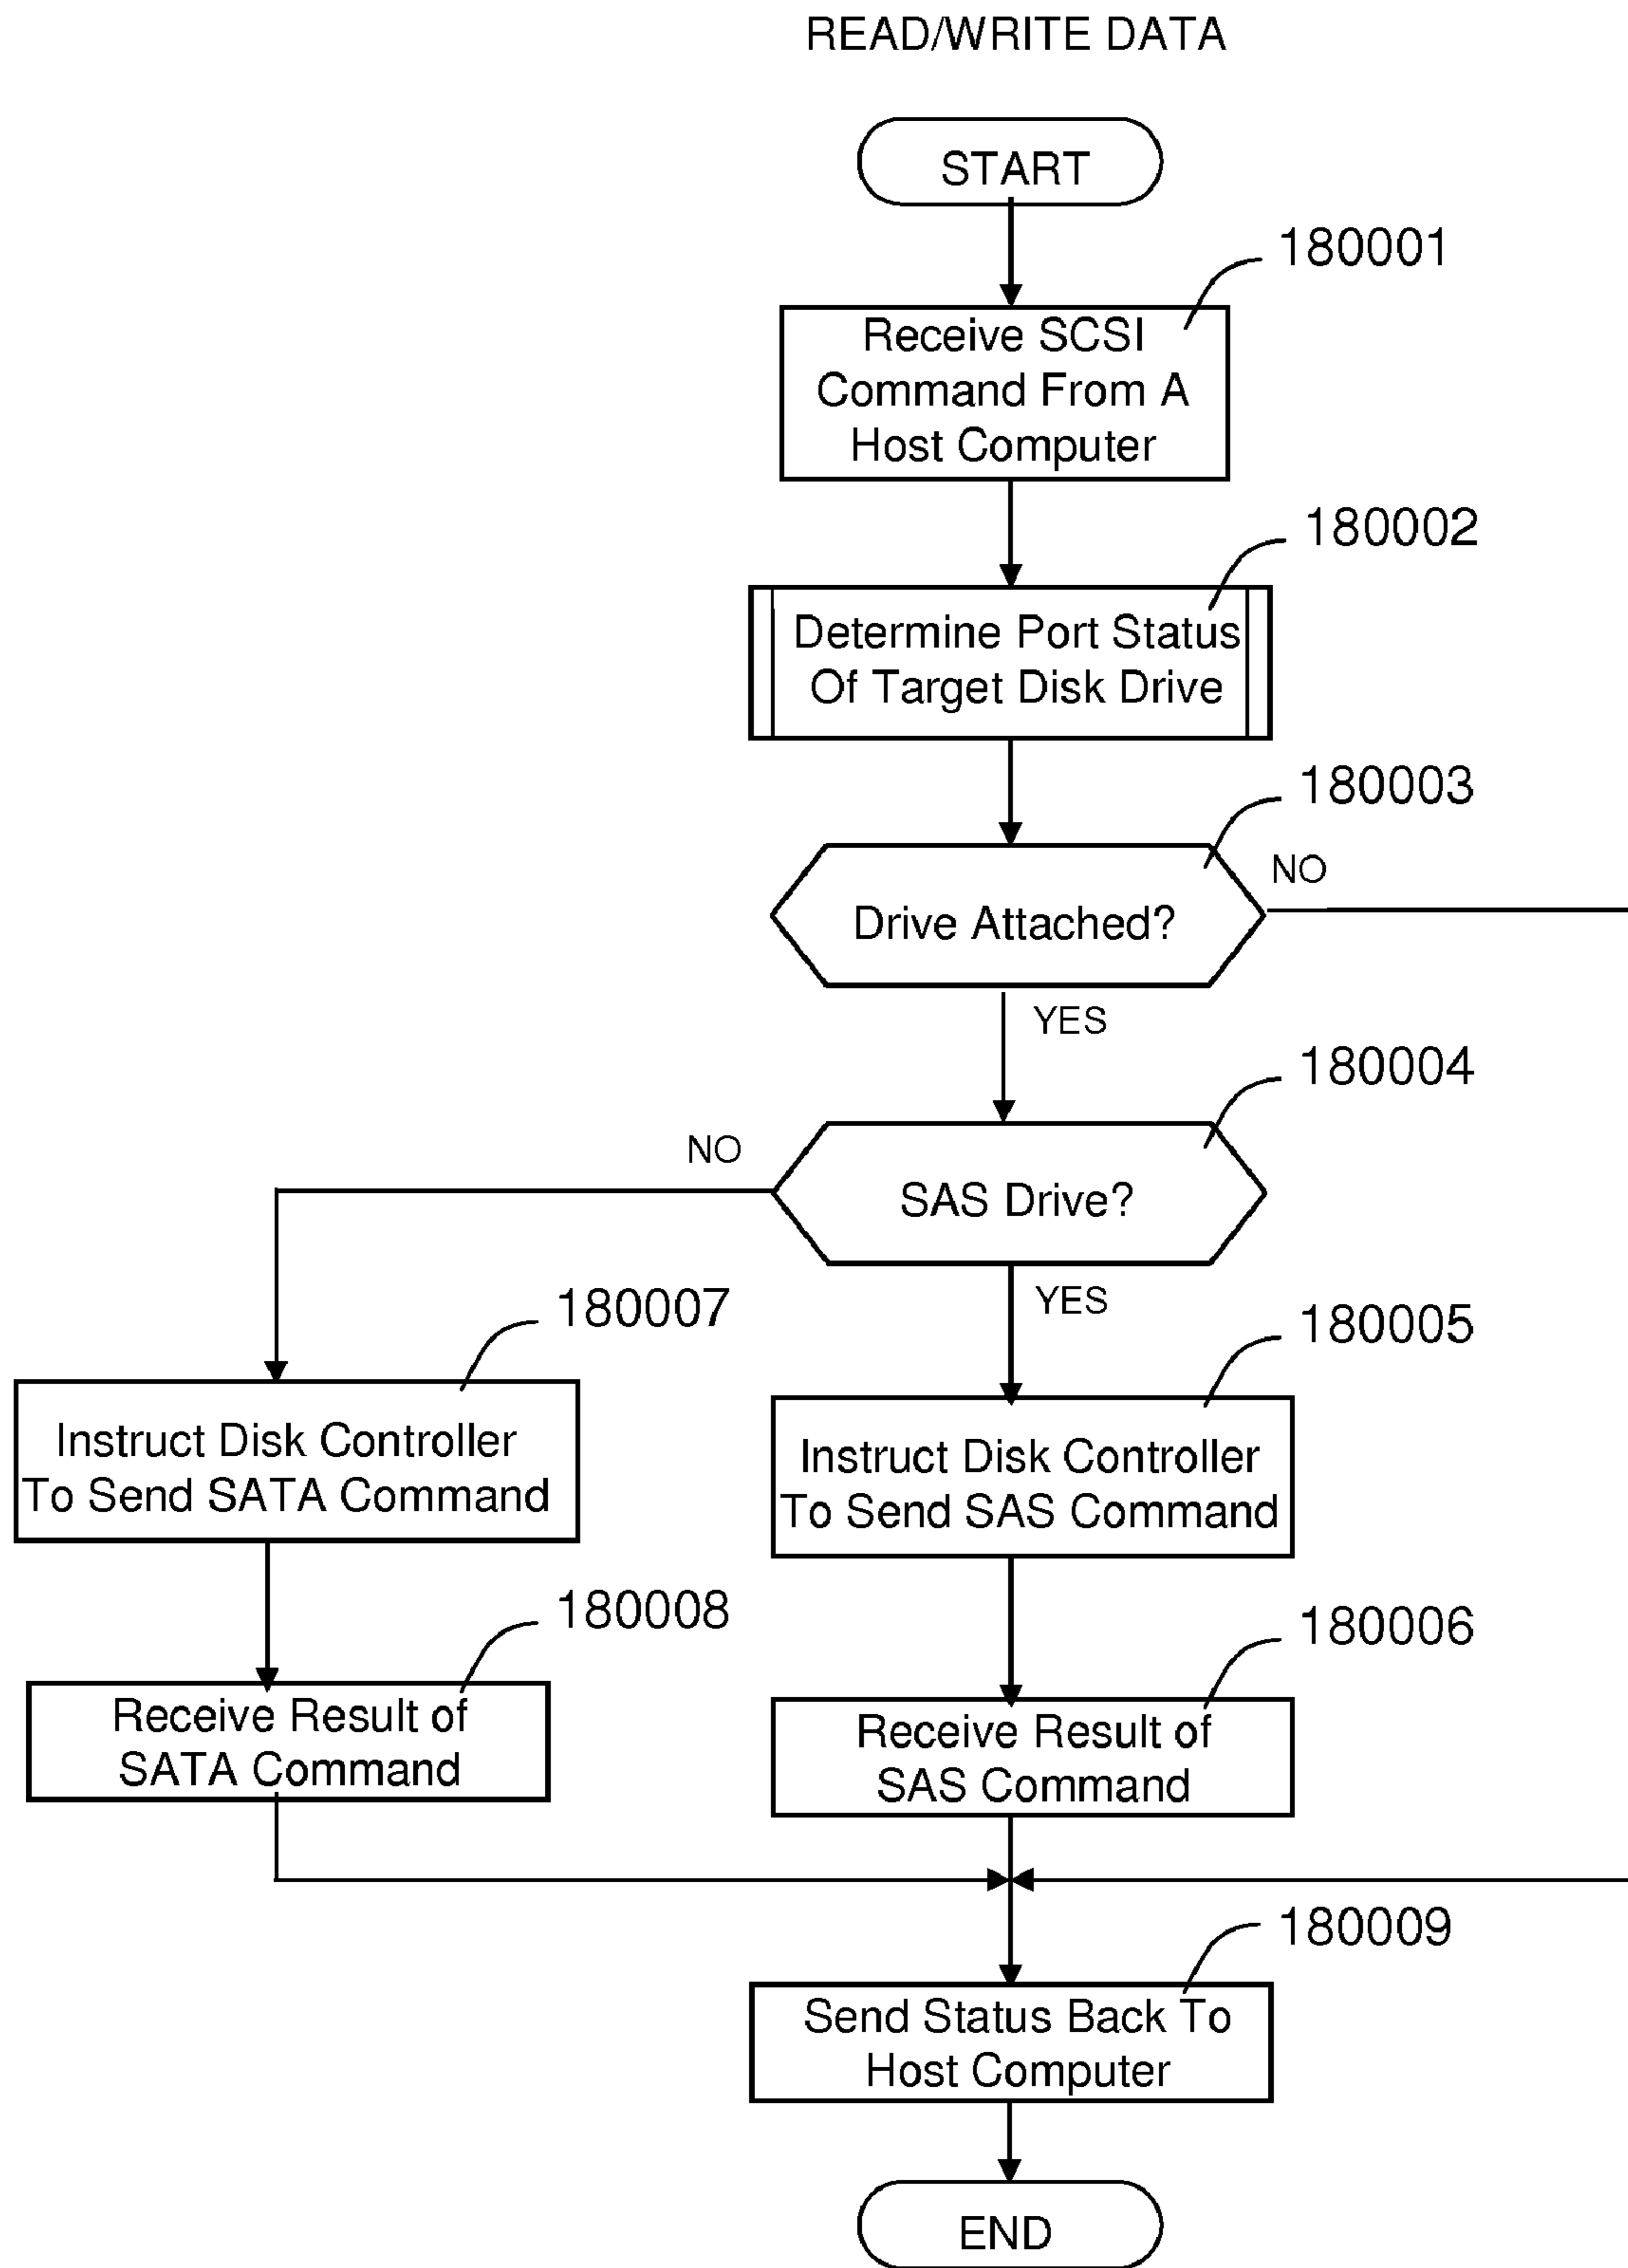 READ/WRITE DATA
START
180001
Receive SCSI
Command From A
Host Computer
180002
Determine Port Status
Of Target Disk Drive
180003
NO
Drive Attached?
YES
180004
NO
SAS Drive?
YES
180007
180005
Instruct Disk Controller
To Send SATA Command
Instruct Disk Controller
To Send SAS Command
180008
180006
Receive Result of
SATA Command
Receive Result of
SAS Command
180009
Send Status Back To
Host Computer
END